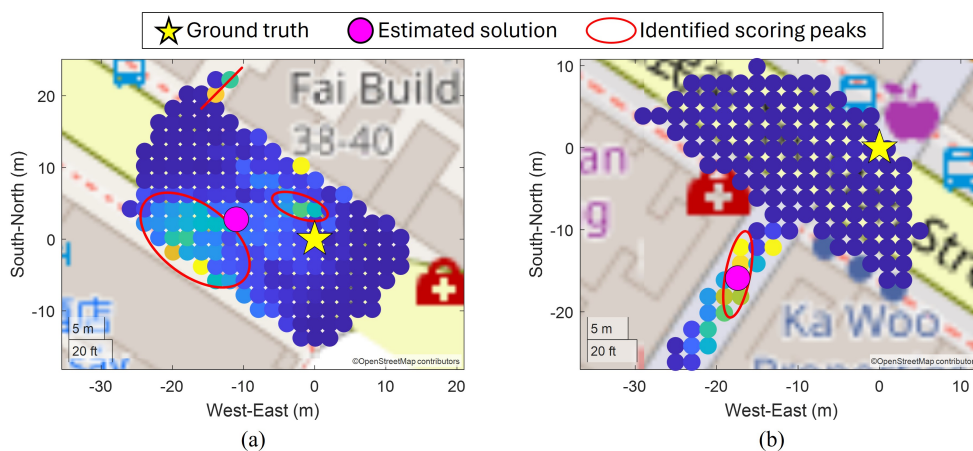 Ground truth Estimated solution Identified scoring peaks
Fai Build
38-40
20
10
0
-10
South-North (m)
5 m
20 ft
©OpenStreetMap contributors
-30 -20 -10 0 10 20
West-East (m)
(a)
10
0
-10
-20
South-North (m)
an
g
Str
Ka Woo
5 m
20 ft
©OpenStreetMap contributor
-30 -20 -10 0 10
West-East (m)
(b)